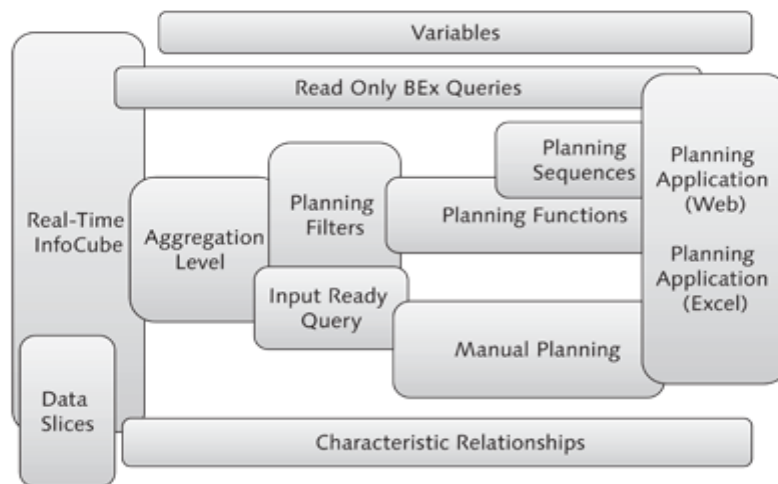 Variables
Read Only BEx Queries
Real-Time
InfoCube
Aggregation
Level
Planning
Filters
Input Ready
Query
Planning
Sequences
Planning Functions
Manual Planning
Planning
Application
(Web)
Planning
Application
(Excel)
Data
Slices
Characteristic Relationships